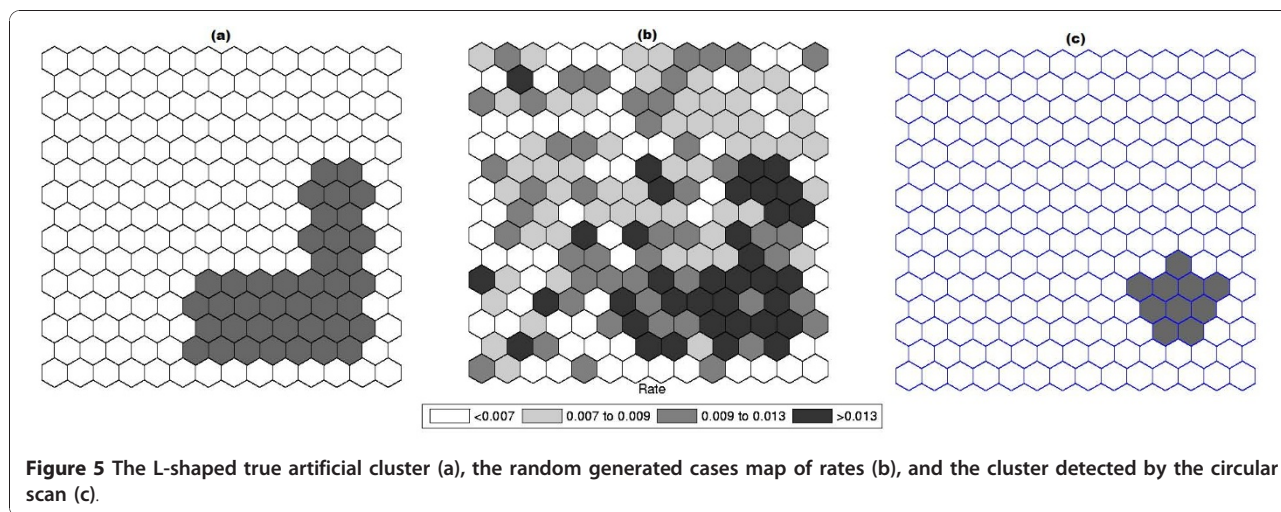 (a)
(b)
(c)
Rate
<0.007 0.007 to 0.009 0.009 to 0.013 >0.013
Figure 5 The L-shaped true artificial cluster (a), the random generated cases map of rates (b), and the cluster detected by the circular
scan (c).